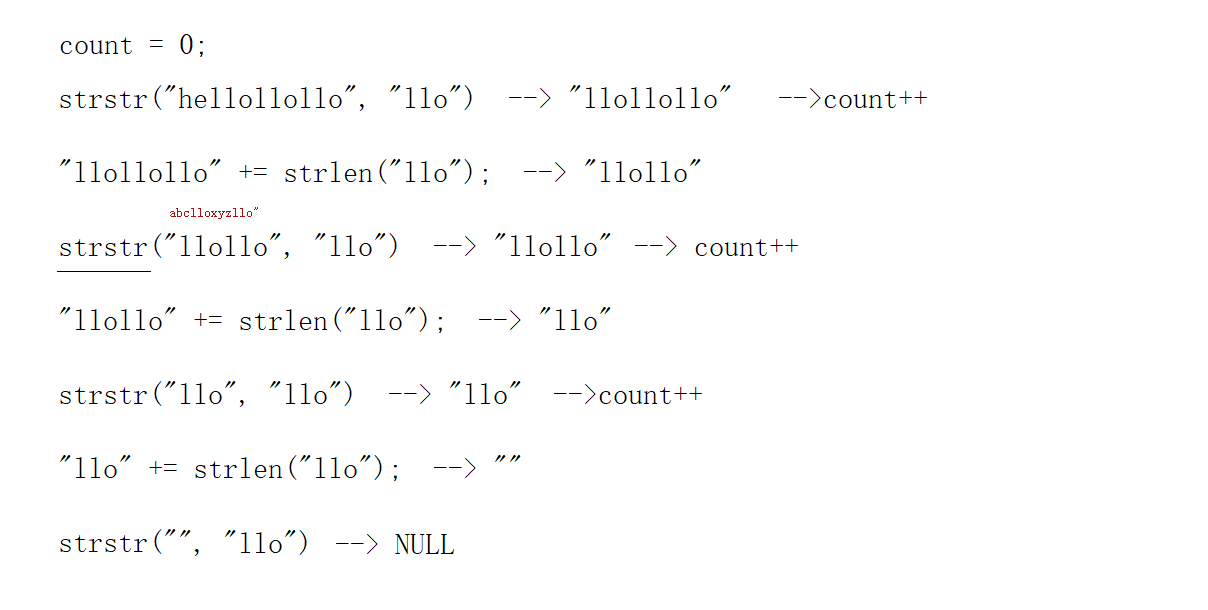 count = 0;
strstr("hellollollo", "llo") --> "llollollo" -->count++
"llollollo" += strlen("llo"); --> "llollo"
abclloxyzllo"
strstr("llollo", "llo") --> "llollo" --> count++
"llollo" += strlen("llo"); --> "llo"
strstr("llo", "llo") --> "llo" -->count++
"llo" += strlen("llo"); --> ""
strstr("", "llo") --> NULL